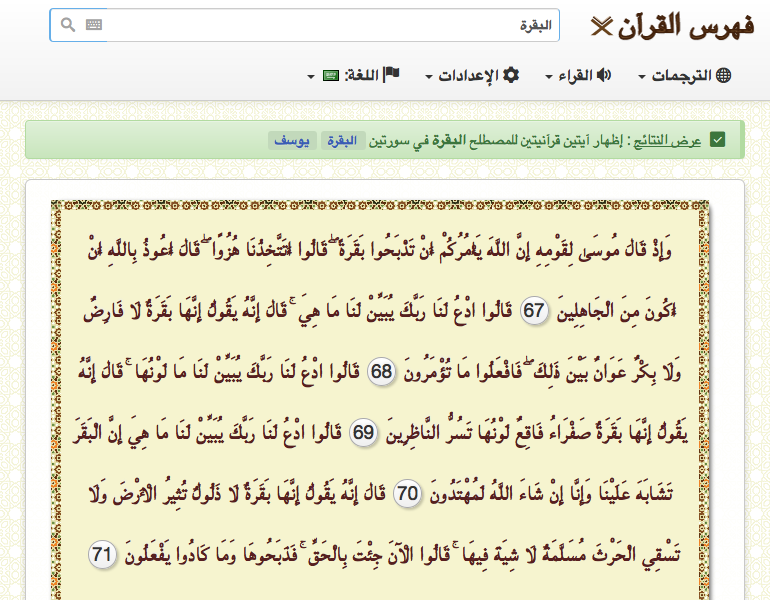 فهرس القرآن
البقرة
الترجمات القراء الإعدادات اللغة:
عرض النتائج : إظهار آيتين قرآنيتين للمصطلح البقرة في سورتين البقرة يوسف
وَإِذْ قَالَ مُوسَىٰ لِقَوْمِهِ إِنَّ اللَّهَ يَأْمُرُكُمْ أَنْ تَذْبَحُوا بَقَرَةً ۖ قَالُوا أَتَتَّخِذُنَا هُزُوًا ۖ قَالَ أَعُوذُ بِاللَّهِ أَنْ
أَكُونَ مِنَ الْجَاهِلِينَ 67 قَالُوا ادْعُ لَنَا رَبَّكَ يُبَيِّنْ لَنَا مَا هِيَ ۚ قَالَ إِنَّهُ يَقُولُ إِنَّهَا بَقَرَةٌ لَا فَارِضٌ
وَلَا بِكْرٌ عَوَانٌ بَيْنَ ذَٰلِكَ ۖ فَافْعَلُوا مَا تُؤْمَرُونَ 68 قَالُوا ادْعُ لَنَا رَبَّكَ يُبَيِّنْ لَنَا مَا لَوْنُهَا ۚ قَالَ إِنَّهُ
يَقُولُ إِنَّهَا بَقَرَةٌ صَفْرَاءُ فَاقِعٌ لَوْنُهَا تَسُرُّ النَّاظِرِينَ 69 قَالُوا ادْعُ لَنَا رَبَّكَ يُبَيِّنْ لَنَا مَا هِيَ إِنَّ الْبَقَرَ
تَشَابَهَ عَلَيْنَا وَإِنَّا إِنْ شَاءَ اللَّهُ لَمُهْتَدُونَ 70 قَالَ إِنَّهُ يَقُولُ إِنَّهَا بَقَرَةٌ لَا ذَلُولٌ تُثِيرُ الْأَرْضَ وَلَا
تَسْقِي الْحَرْثَ مُسَلَّمَةٌ لَا شِيَةَ فِيهَا ۚ قَالُوا الْآنَ جِئْتَ بِالْحَقِّ ۚ فَذَبَحُوهَا وَمَا كَادُوا يَفْعَلُونَ 71